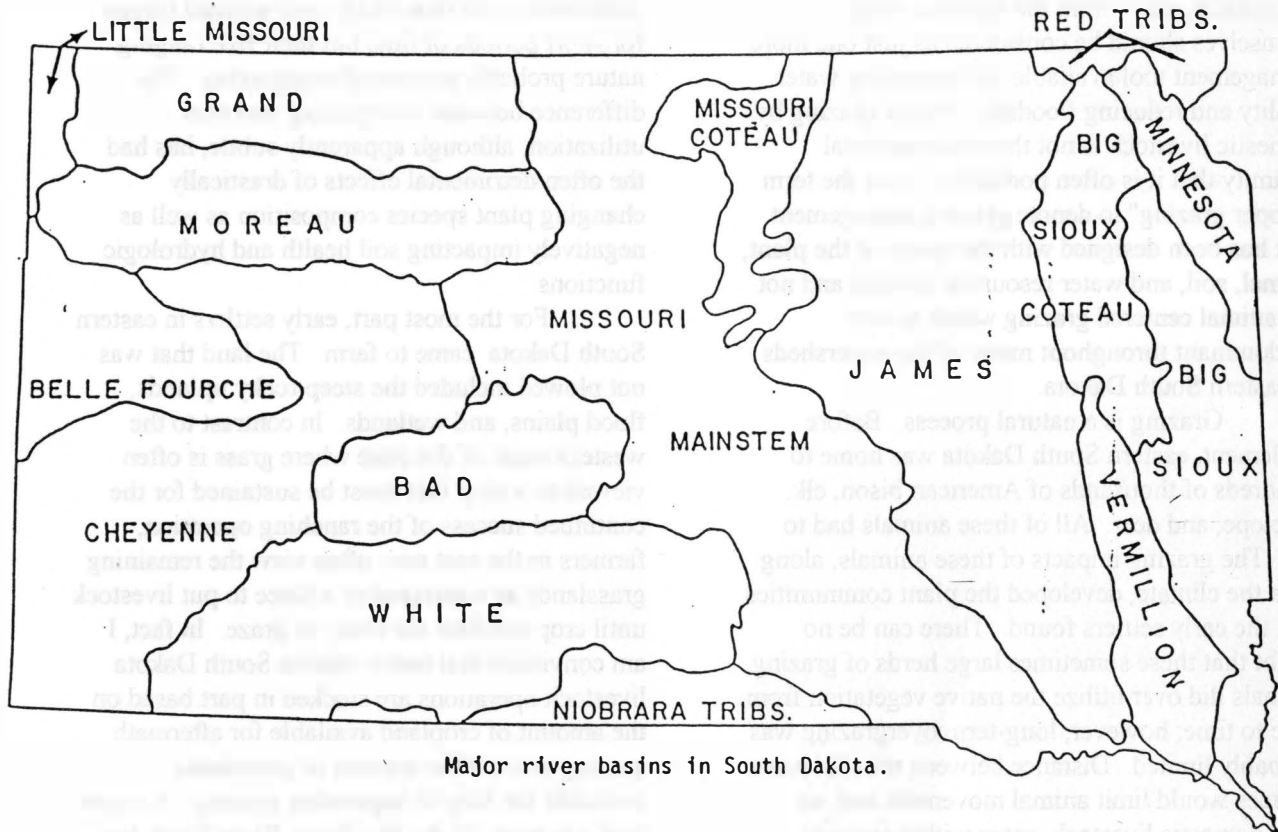 LITTLE MISSOURI
RED TRIBS.
GRAND
MISSOURI
COTEAU
BIG
SIOUX
COTEAU
MINNESOTA
MOREAU
MISSOURI
MAINSTEM
JAMES
BIG
SIOUX
BELLE FOURCHE
BAD
CHEYENNE
WHITE
VERMILLION
NIOBRARA TRIBS.
Major river basins in South Dakota.